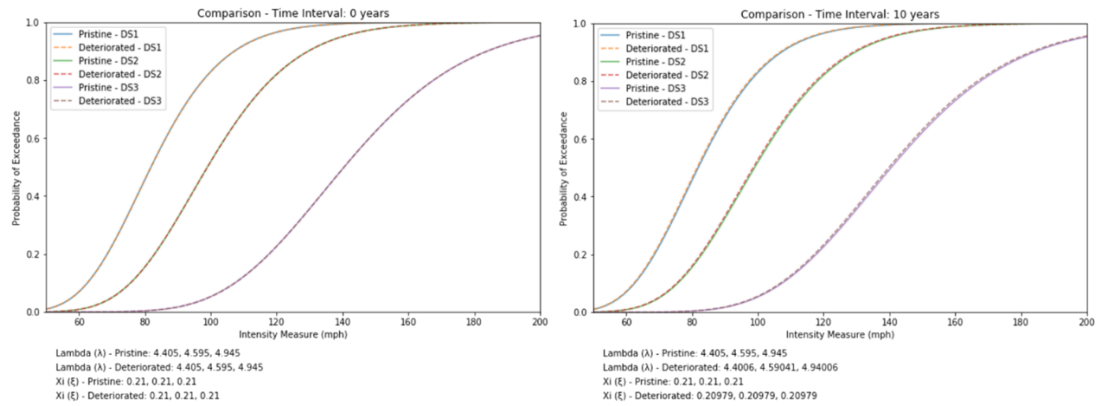 Comparison - Time Interval: 0 years
Probability of Exceedance
1.0
0.8
0.6
0.4
0.2
0.0
Pristine - DS1
Deteriorated - DS1
Pristine - DS2
Deteriorated - DS2
Pristine - DS3
Deteriorated - DS3
60 80 100 120 140 160 180 200
Intensity Measure (mph)
Lambda (λ) - Pristine: 4.405, 4.595, 4.945
Lambda (λ) - Deteriorated: 4.405, 4.595, 4.945
Xi (ξ) - Pristine: 0.21, 0.21, 0.21
Xi (ξ) - Deteriorated: 0.21, 0.21, 0.21
Comparison - Time Interval: 10 years
Probability of Exceedance
1.0
0.8
0.6
0.4
0.2
0.0
Pristine - DS1
Deteriorated - DS1
Pristine - DS2
Deteriorated - DS2
Pristine - DS3
Deteriorated - DS3
60 80 100 120 140 160 180 200
Intensity Measure (mph)
Lambda (λ) - Pristine: 4.405, 4.595, 4.945
Lambda (λ) - Deteriorated: 4.4006, 4.59041, 4.94006
Xi (ξ) - Pristine: 0.21, 0.21, 0.21
Xi (ξ) - Deteriorated: 0.20979, 0.20979, 0.20979